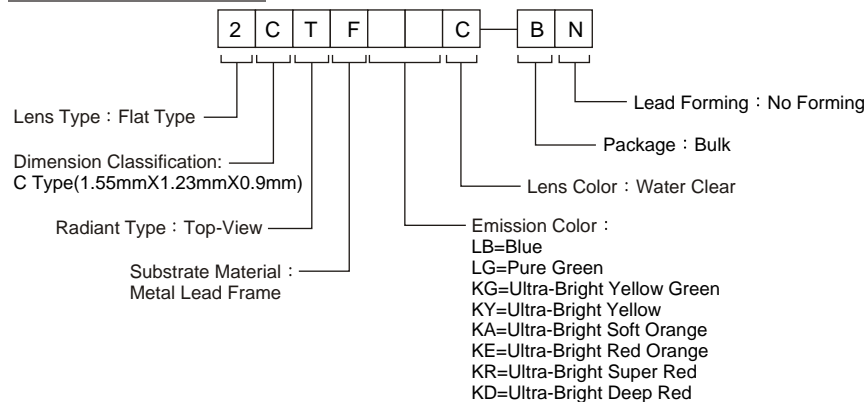 2 C T F C B N
Lead Forming：No Forming
Lens Type：Flat Type
Package：Bulk
Dimension Classification:
C Type(1.55mmX1.23mmX0.9mm)
Lens Color：Water Clear
Radiant Type：Top-View
Emission Color：
LB=Blue
LG=Pure Green
KG=Ultra-Bright Yellow Green
KY=Ultra-Bright Yellow
KA=Ultra-Bright Soft Orange
KE=Ultra-Bright Red Orange
KR=Ultra-Bright Super Red
KD=Ultra-Bright Deep Red
Substrate Material：
Metal Lead Frame